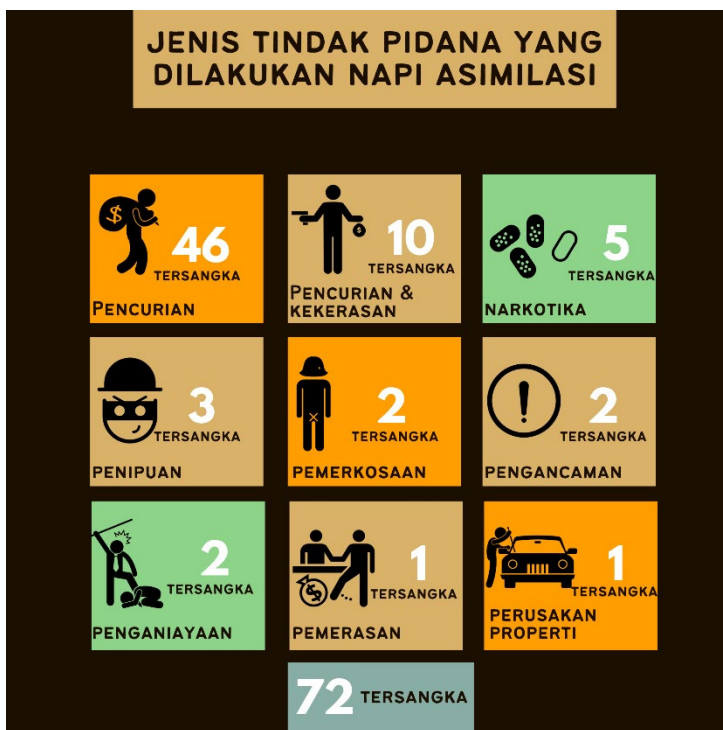 JENIS TINDAK PIDANA YANG
DILAKUKAN NAPI ASIMILASI
46
TERSANGKA
PENCURIAN
10
TERSANGKA
PENCURIAN &
KEKERASAN
5
TERSANGKA
NARKOTIKA
3
TERSANGKA
PENIPUAN
2
TERSANGKA
PEMERKOSAAN
2
TERSANGKA
PENGANCAMAN
2
TERSANGKA
PENGANIAYAAN
1
TERSANGKA
PEMERASAN
1
TERSANGKA
PERUSAKAN
PROPERTI
72 TERSANGKA